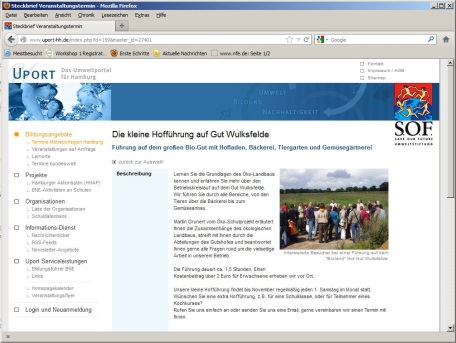 Steckbrief Veranstaltungstermin - Mozilla Firefox
Datei Bearbeiten Ansicht Chronik Lesezeichen Extras Hilfe
Steckbrief Veranstaltungstermin
www.uport-hh.de/index.php?id=159&master_id=27401
Google
Meistbesucht Workshop 1 Registrat... Erste Schritte Aktuelle Nachrichten www.nfe.de: Seite 1/2
UPORT Das Umweltportal
für Hamburg
Kontakt
Impressum / AGB
Sitemap
UMWELT
BILDUNG
NACHHALTIGKEIT
SOF
SAVE OUR FUTURE
UMWELTSTIFTUNG
Bildungsangebote
Termine Metropolregion Hamburg
Veranstaltungen auf Anfrage
Lernorte
Termine bundesweit
Projekte
Hamburger Aktionsplan (HHAP)
ENE-Aktivitäten an Schulen
Organisationen
Liste der Organisationen
Schuldatenbank
Informations-Dienst
Nachrichtenticker
RSS-Feeds
Newsletter-Angebote
Uport Serviceleistungen
Bildungsführer BNE
Links
Homepagekalender
Veranstaltungsflyer
Login und Neuanmeldung
Die kleine Hofführung auf Gut Wulksfelde
Führung auf dem großen Bio-Gut mit Hofladen, Bäckerei, Tiergarten und Gemüsegärtnerei
zurück zur Auswahl
Beschreibung
Lernen Sie die Grundlagen des Öko-Landbaus
kennen und erfahren Sie mehr über den
Betriebskreislauf auf dem Gut Wulksfelde.
Wir führen Sie durch alle Bereiche, von den
Tieren über die Bäckerei bis zum
Gemüseanbau.
Martin Grunert vom Öko-Schulprojekt erläutert
Ihnen die Zusammenhänge des ökologischen
Landbaus, streift mit Ihnen durch die
Abteilungen des Gutshofes und beantwortet
Ihnen gerne alle Fragen rund um die vielseitige
Arbeit in unserem Betrieb.
Die Führung dauert ca. 1,5 Stunden. Einen
Kostenbeitrag über 2 Euro für Erwachsene erheben wir vor Ort.
Unsere kleine Hofführung findet bis November regelmäßig jeden 1. Samstag im Monat statt.
Wünschen Sie eine extra Hofführung, z.B. für eine Schulklasse, oder für Teilnehmer eines
Kochkurses?
Rufen Sie uns einfach an oder senden Sie uns eine Email, gerne vereinbaren wir einen Termin mit
Ihnen.
Interessierte Besucher bei einer Führung auf dem
"Bioland" Hof Gut Wulksfelde